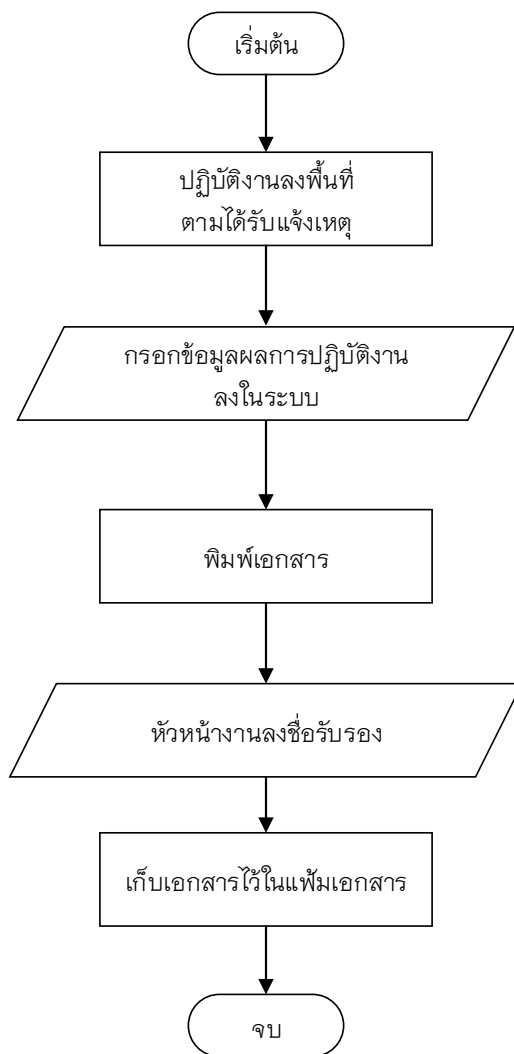 เริ่มต้น
ปฏิบัติงานลงพื้นที่
ตามได้รับแจ้งเหตุ
กรอกข้อมูลผลการปฏิบัติงาน
ลงในระบบ
พิมพ์เอกสาร
หัวหน้างานลงชื่อรับรอง
เก็บเอกสารไว้ในแฟ้มเอกสาร
จบ